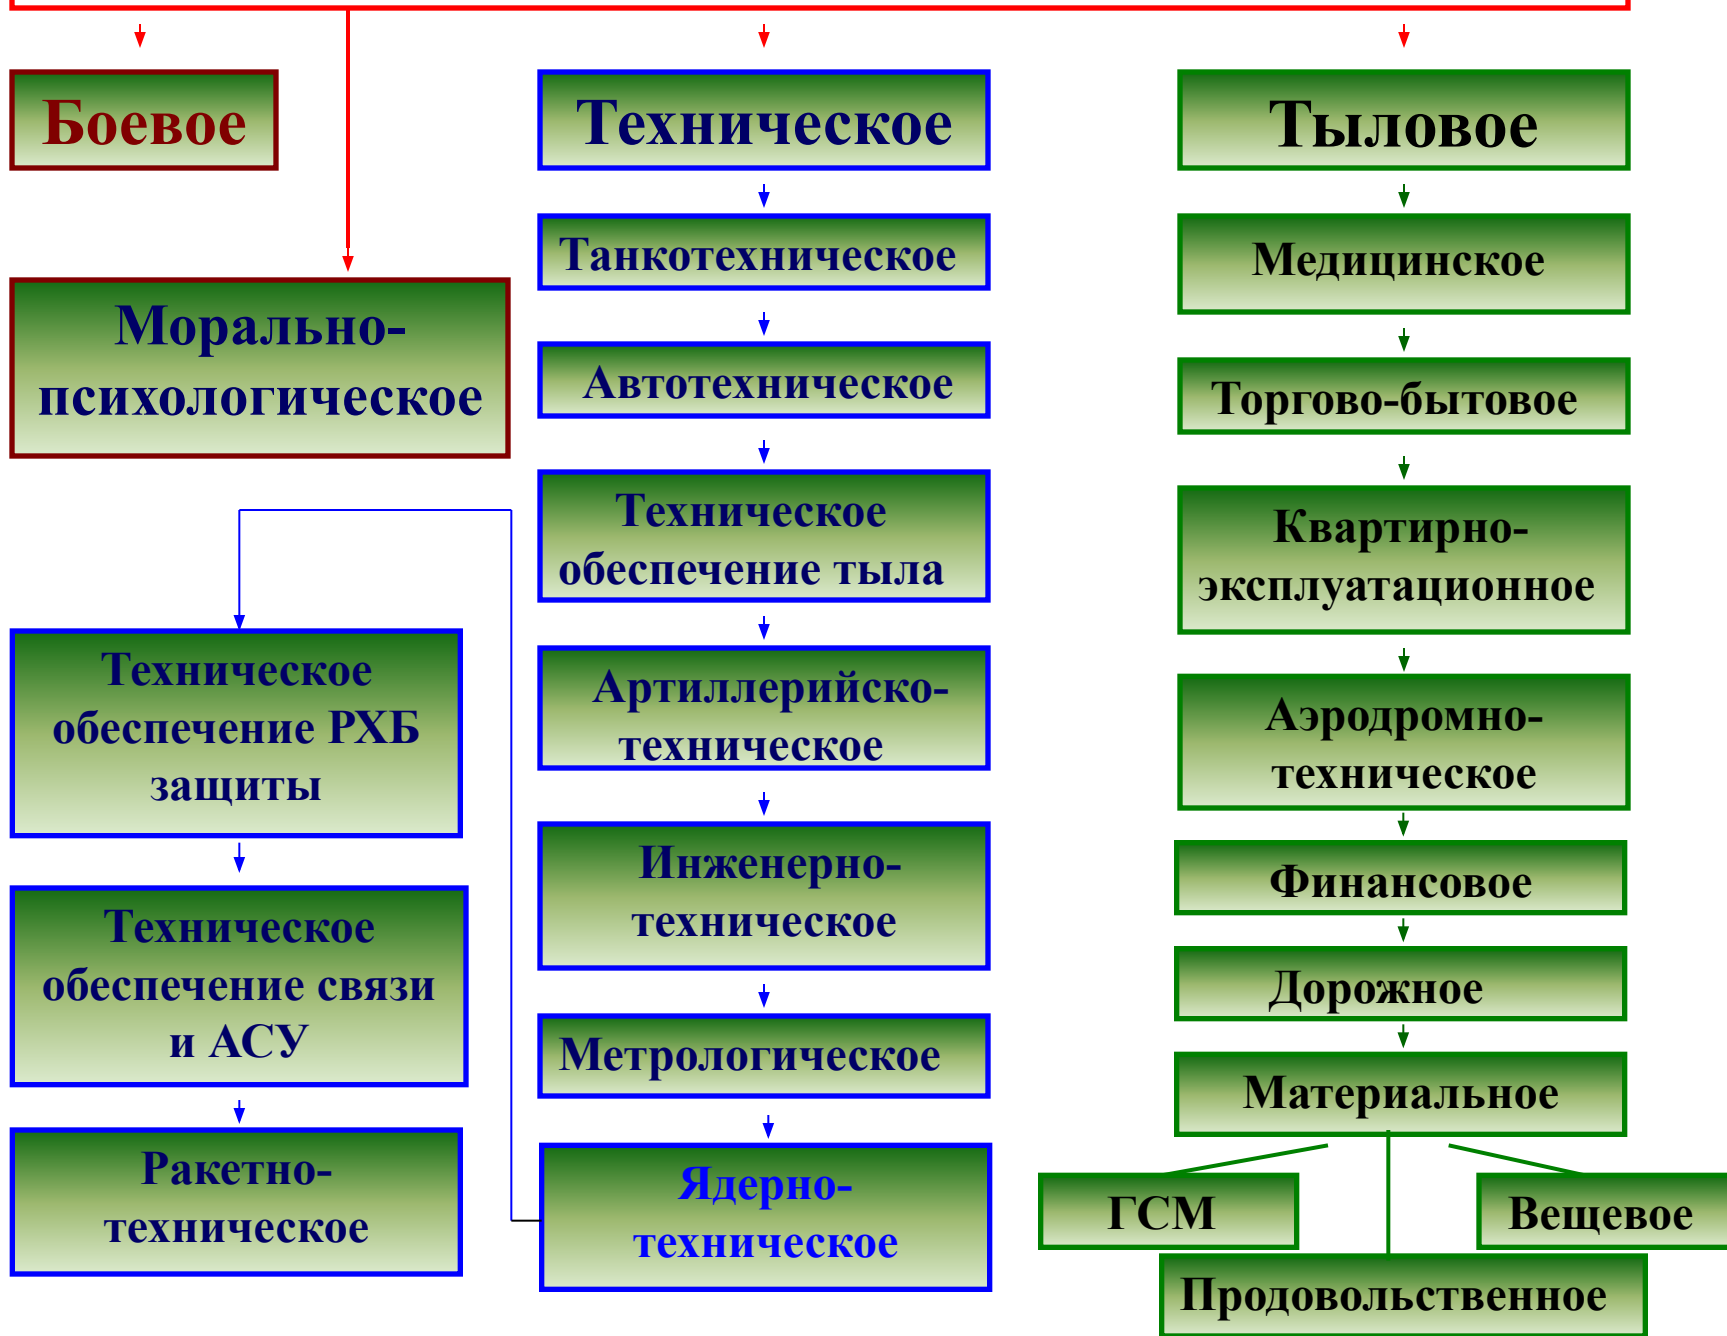 Боевое
Техническое
Тыловое
Морально-
психологическое
Танкотехническое
Автотехническое
Техническое
обеспечение тыла
Артиллерийско-
техническое
Инженерно-
техническое
Метрологическое
Ядерно-
техническое
Техническое
обеспечение РХБ
защиты
Техническое
обеспечение связи
и АСУ
Ракетно-
техническое
Медицинское
Торгово-бытовое
Квартирно-
эксплуатационное
Аэродромно-
техническое
Финансовое
Дорожное
Материальное
ГСМ
Вещевое
Продовольственное